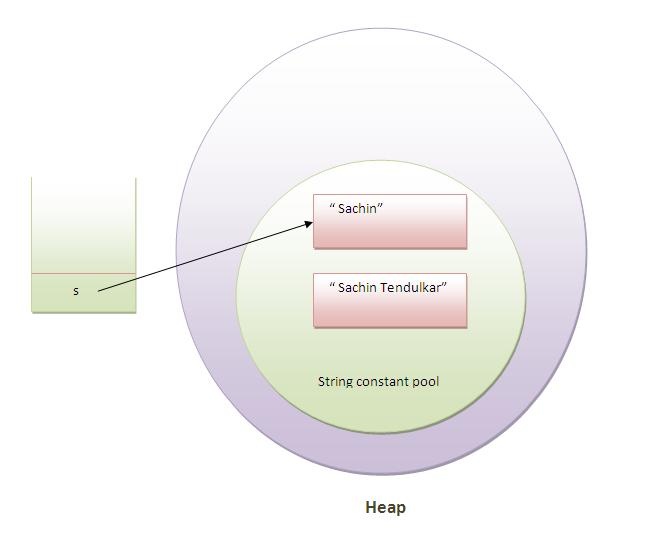 “ Sachin”
s
“ Sachin Tendulkar”
String constant pool
Heap